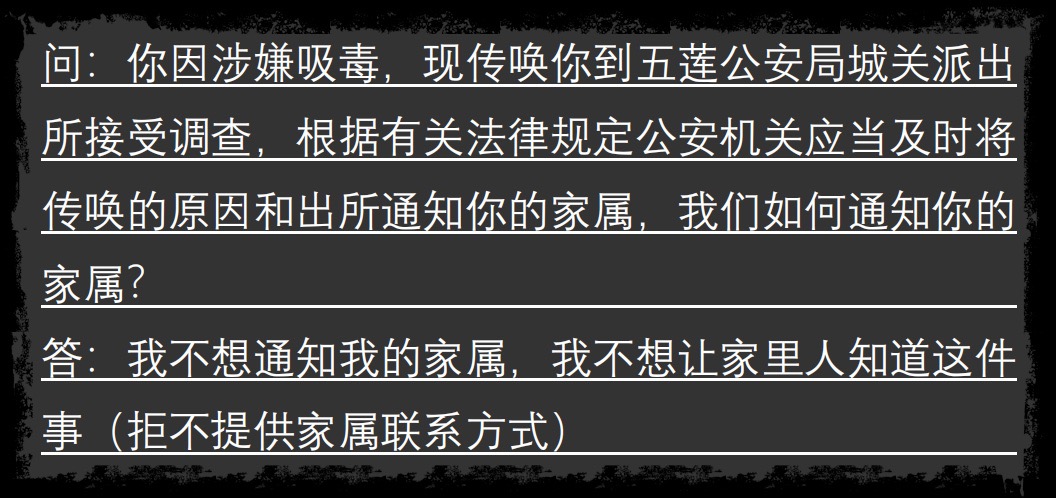 问：你因涉嫌吸毒，现传唤你到五莲公安局城关派出
所接受调查，根据有关法律规定公安机关应当及时将
传唤的原因和出所通知你的家属，我们如何通知你的
家属？
答：我不想通知我的家属，我不想让家里人知道这件
事（拒不提供家属联系方式）